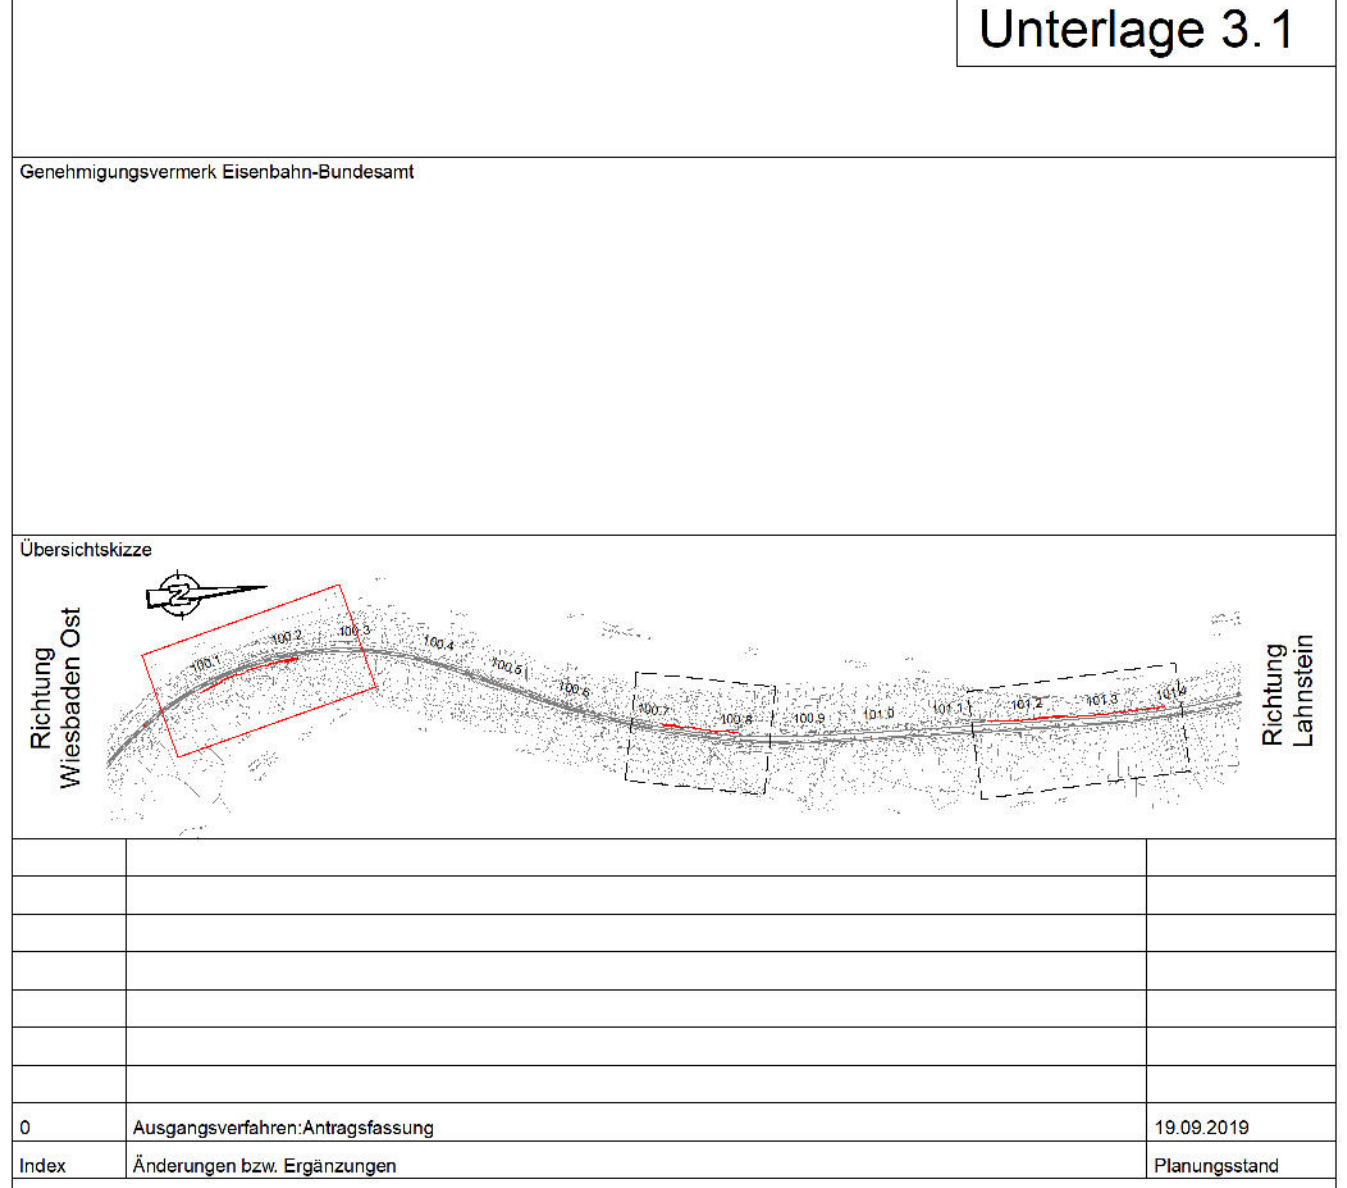 Unterlage 3.1
Genehmigungsvermerk Eisenbahn-Bundesamt
Übersichtskizze
Richtung
Wiesbaden Ost
N
100.1
100.2
100.3
100.4
100.5
100.6
100.7
100.8
100.9
101.0
101.1
101.2
101.3
101.4
Richtung
Lahnstein
0 Ausgangsverfahren:Antragsfassung 19.09.2019
Index Änderungen bzw. Ergänzungen Planungsstand